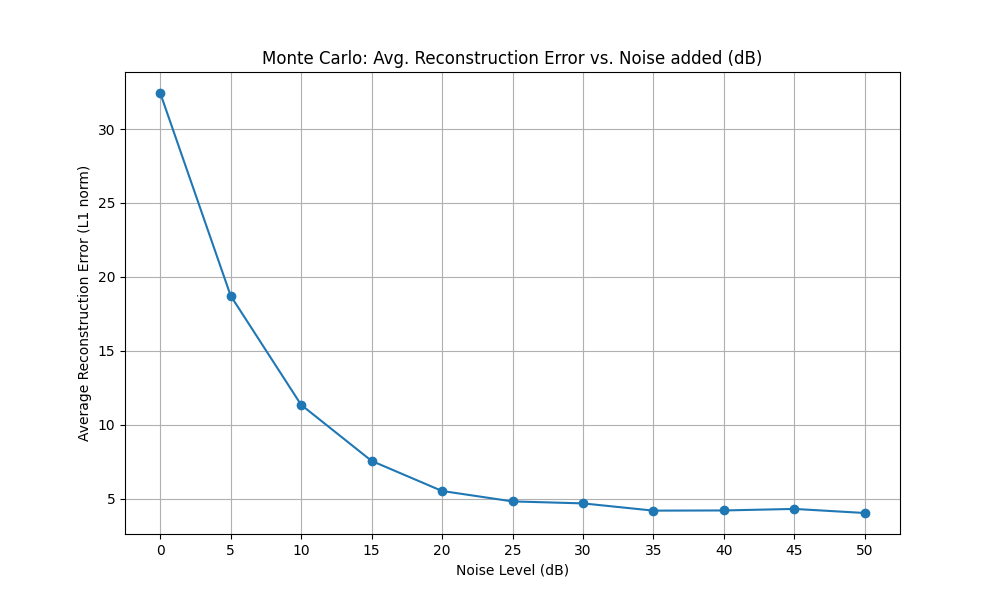 Monte Carlo: Avg. Reconstruction Error vs. Noise added (dB)
Average Reconstruction Error (L1 norm)
30
25
20
15
10
5
0 5 10 15 20 25 30 35 40 45 50
Noise Level (dB)